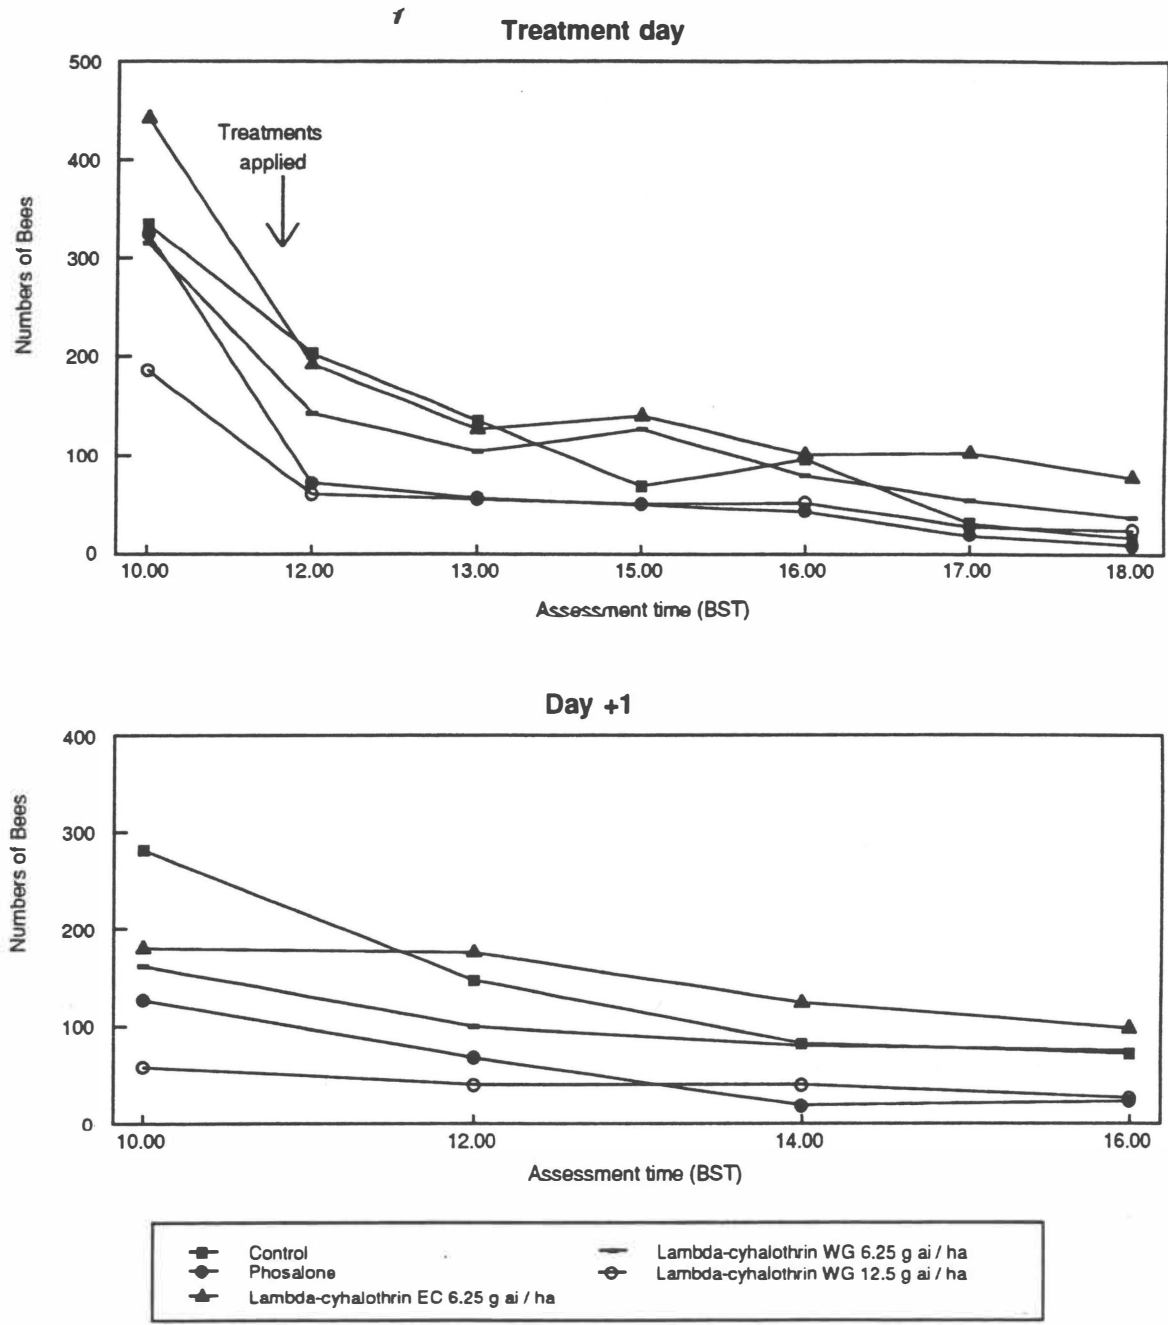 1
Treatment day
500
400
300
200
100
0
Numbers of Bees
Treatments
applied
10.00 12.00 13.00 15.00 16.00 17.00 18.00
Assessment time (BST)
Day +1
400
300
200
100
0
Numbers of Bees
10.00 12.00 14.00 16.00
Assessment time (BST)
Control
Phosalone
Lambda-cyhalothrin EC 6.25 g ai / ha
Lambda-cyhalothrin WG 6.25 g ai / ha
Lambda-cyhalothrin WG 12.5 g ai / ha